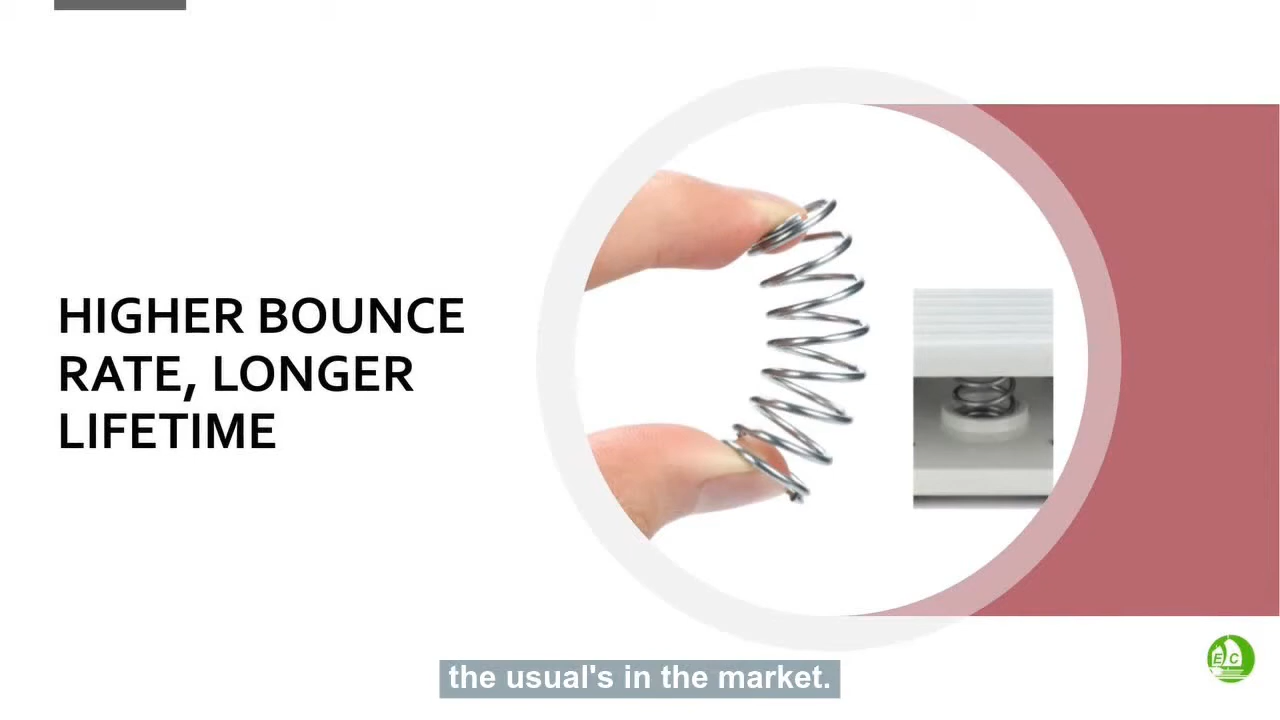 HIGHER BOUNCE
RATE, LONGER
LIFETIME
E C
the usual's in the market.